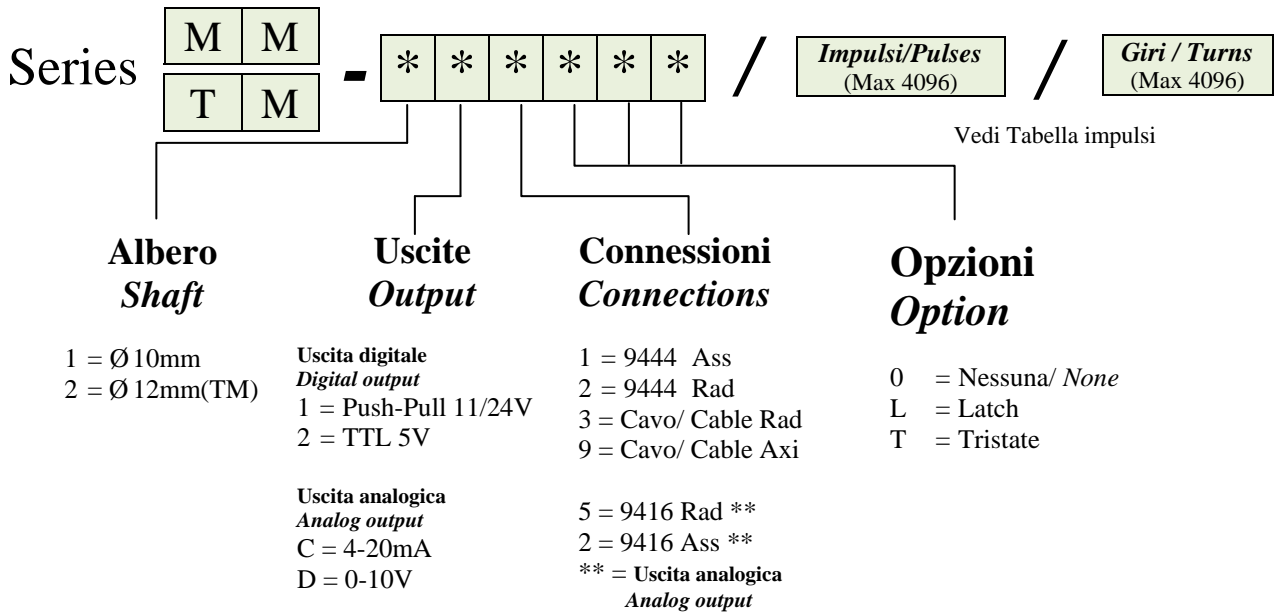 Series M M
T M
- * * * * * * / Impulsi/Pulses (Max 4096) / Giri / Turns (Max 4096)
Vedi Tabella impulsi
Albero
Shaft
1 = Ø 10mm
2 = Ø 12mm(TM)
Uscite
Output
Uscita digitale
Digital output
1 = Push-Pull 11/24V
2 = TTL 5V
Uscita analogica
Analog output
C = 4-20mA
D = 0-10V
Connessioni
Connections
1 = 9444 Ass
2 = 9444 Rad
3 = Cavo/ Cable Rad
9 = Cavo/ Cable Axi
5 = 9416 Rad **
2 = 9416 Ass **
** = Uscita analogica
Analog output
Opzioni
Option
0 = Nessuna/ None
L = Latch
T = Tristate